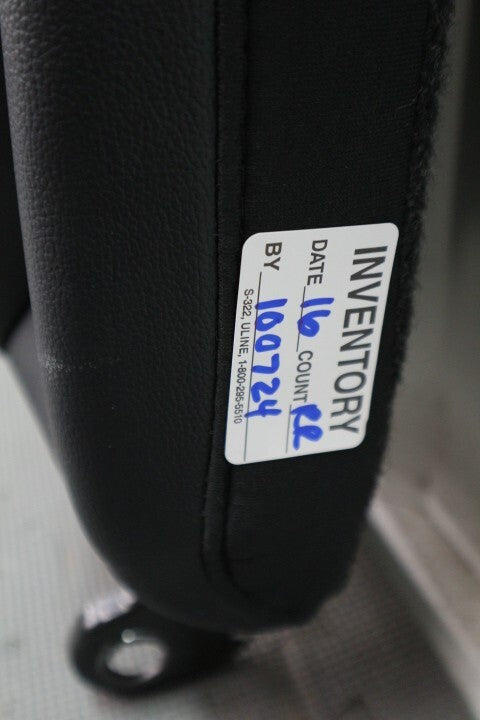 INVENTORY
DATE 16 COUNT RR
BY 100724
S-322, ULINE, 1-800-295-5510